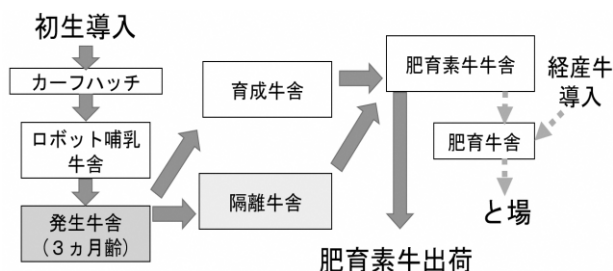 初生導入
カーフハッチ
ロボット哺乳
牛舎
発生牛舎
(3ヵ月齢)
育成牛舎
隔離牛舎
肥育素牛牛舎
肥育素牛出荷
経産牛
導入
肥育牛舎
と場